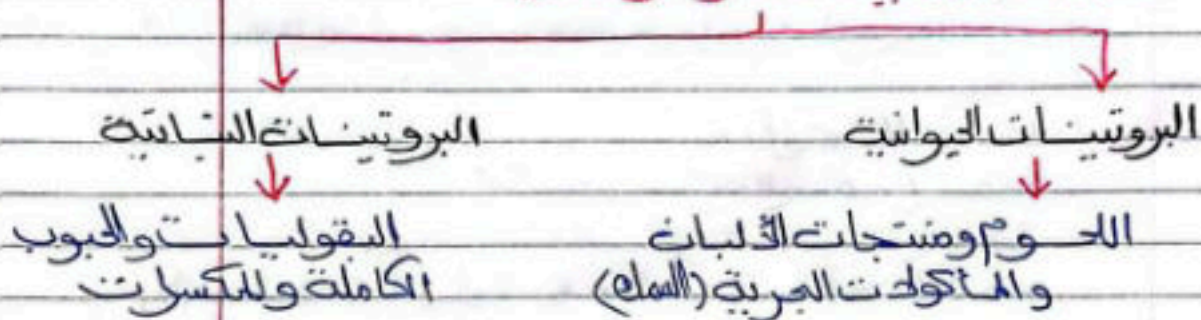 البروتينات الحيوانية
البروتينات النباتية
اللحوم ومنتجات الألبان
والمأكولات البحرية (السمك)
البقوليات والحبوب
الكاملة والمكسرات